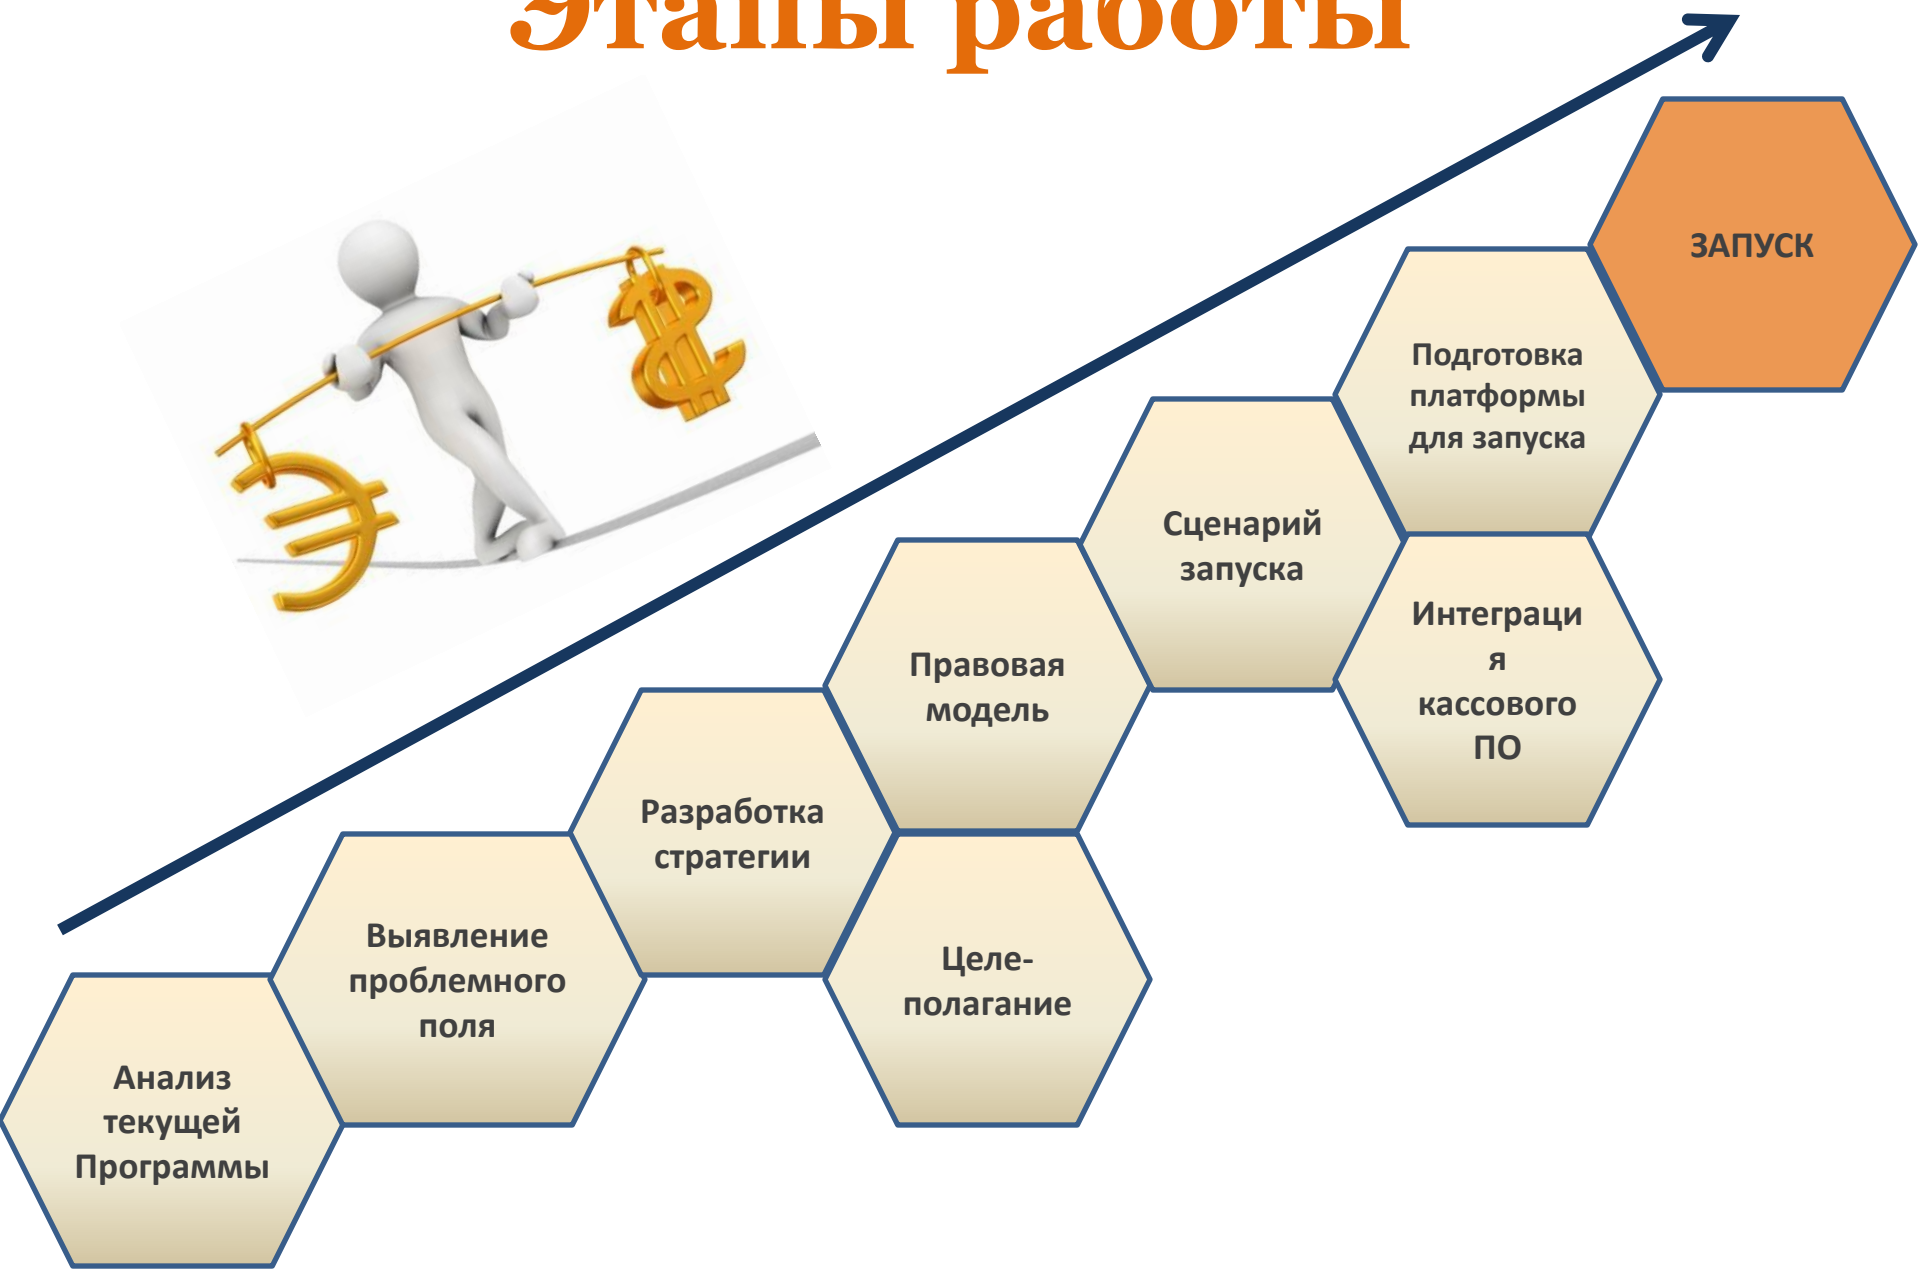 Этапы работы
ЗАПУСК
Подготовка
платформы
для запуска
Сценарий
запуска
Интеграци
я
кассового
ПО
Правовая
модель
Разработка
стратегии
Целе-
полагание
Выявление
проблемного
поля
Анализ
текущей
Программы